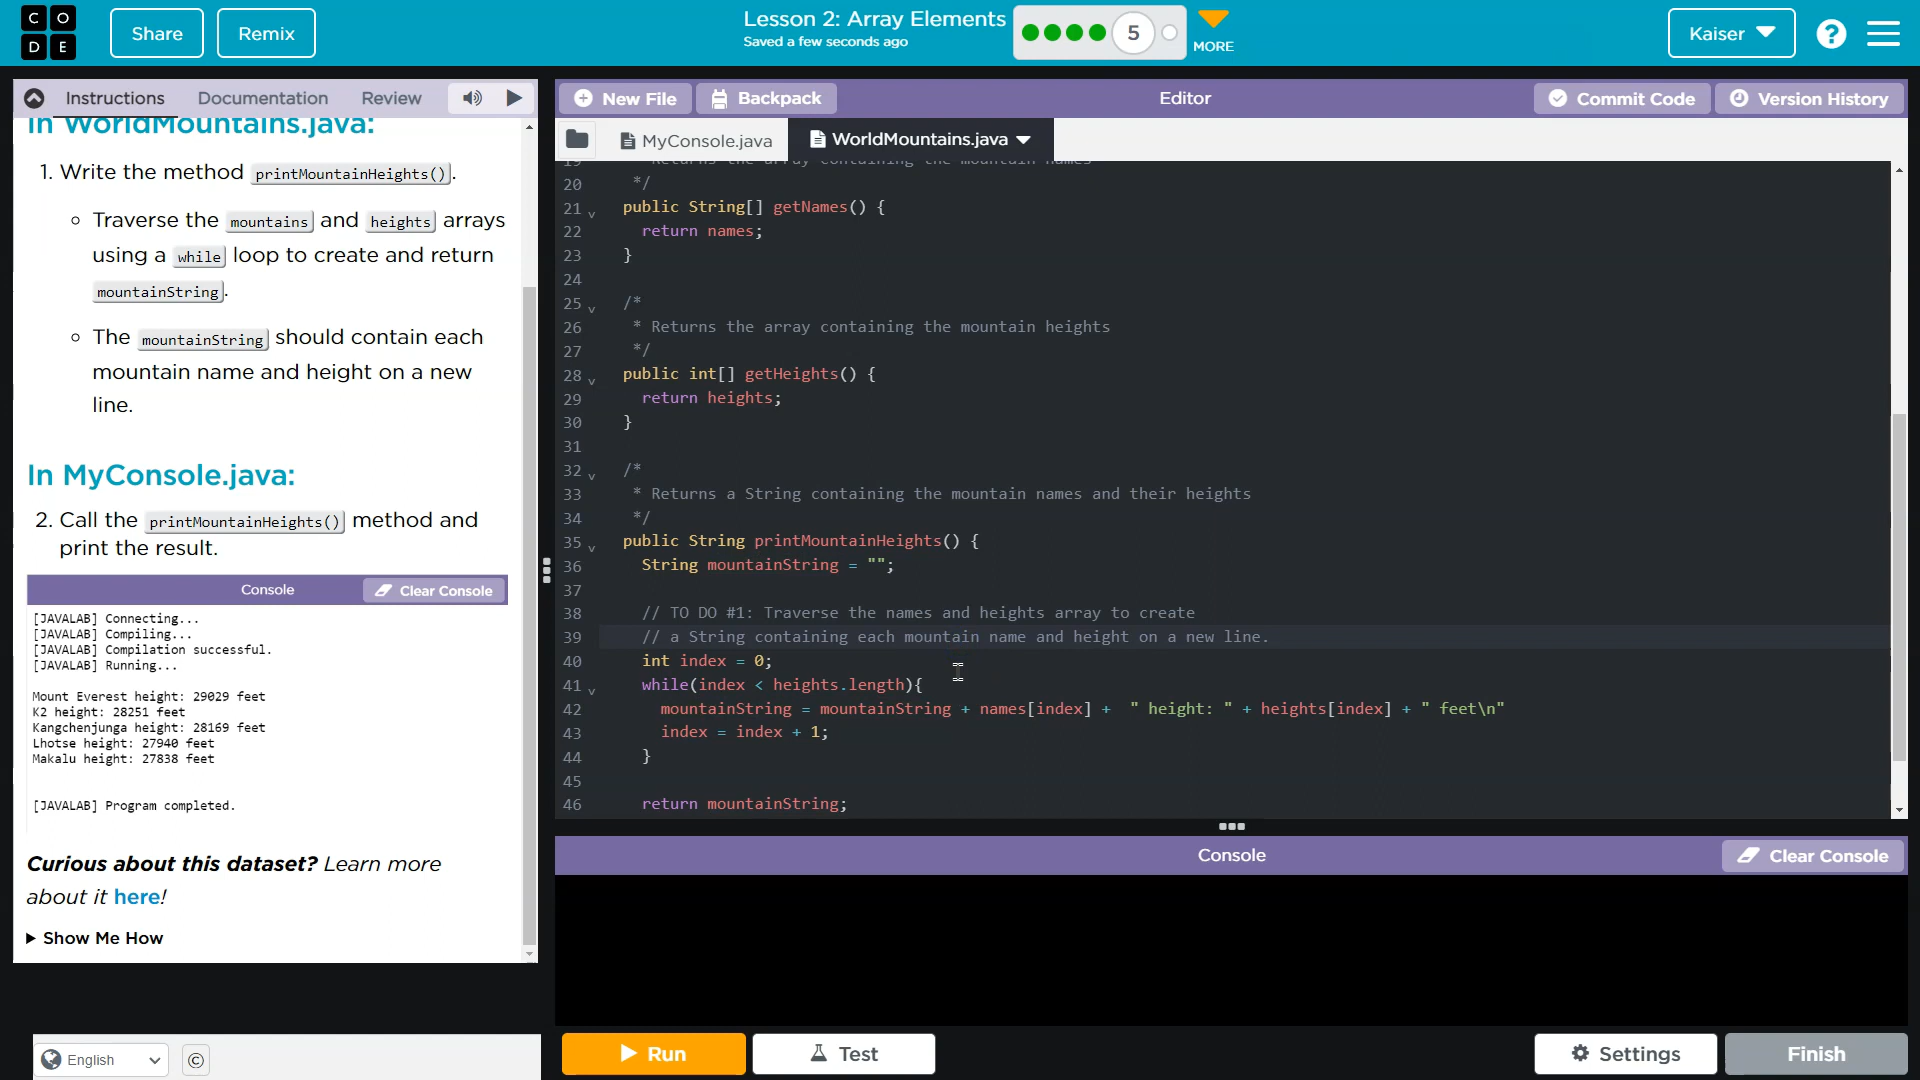 CODE
Share
Remix
Lesson 2: Array Elements
Saved a few seconds ago
5
MORE
Kaiser
?
Instructions
Documentation
Review
In WorldMountains.java:
1. Write the method printMountainHeights().
Traverse the mountains and heights arrays
using a while loop to create and return
mountainString.
The mountainString should contain each
mountain name and height on a new
line.
In MyConsole.java:
2. Call the printMountainHeights() method and
print the result.
Console
Clear Console
[JAVALAB] Connecting...
[JAVALAB] Compiling...
[JAVALAB] Compilation successful.
[JAVALAB] Running...
Mount Everest height: 29029 feet
K2 height: 28251 feet
Kangchenjunga height: 28169 feet
Lhotse height: 27940 feet
Makalu height: 27838 feet
[JAVALAB] Program completed.
Curious about this dataset? Learn more
about it here!
Show Me How
English
©
New File
Backpack
Editor
Commit Code
Version History
MyConsole.java
WorldMountains.java
19 Returns the array containing the mountain names
20 */
21 public String[] getNames() {
22 return names;
23 }
24
25 /*
26 * Returns the array containing the mountain heights
27 */
28 public int[] getHeights() {
29 return heights;
30 }
31
32 /*
33 * Returns a String containing the mountain names and their heights
34 */
35 public String printMountainHeights() {
36 String mountainString = "";
37
38 // TO DO #1: Traverse the names and heights array to create
39 // a String containing each mountain name and height on a new line.
40 int index = 0;
41 while(index < heights.length){
42 mountainString = mountainString + names[index] +  " height: " + heights[index] + " feet\n"
43 index = index + 1;
44 }
45
46 return mountainString;
Console
Clear Console
Run
Test
Settings
Finish